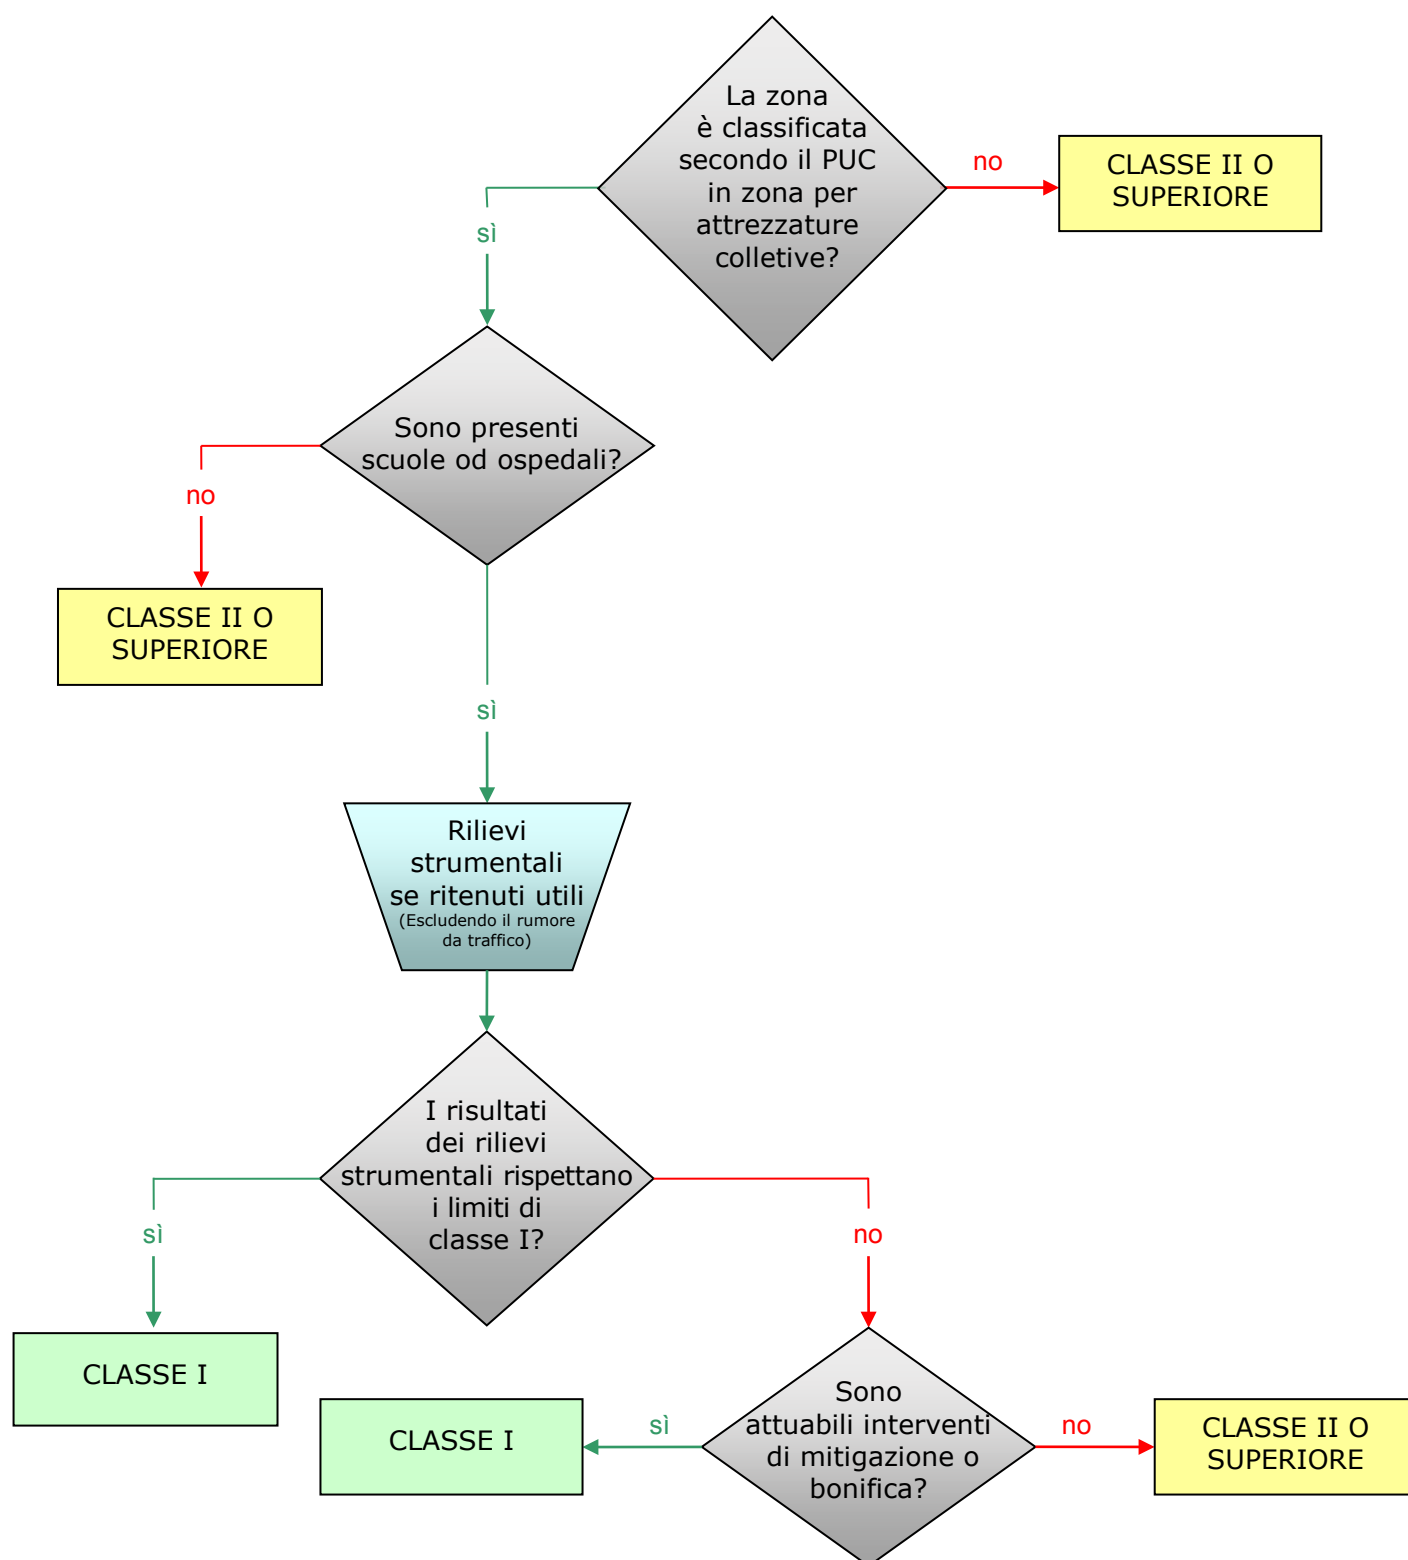 La zona
è classificata
secondo il PUC
in zona per
attrezzature
colletive?
no
CLASSE II O
SUPERIORE
sì
Sono presenti
scuole od ospedali?
no
CLASSE II O
SUPERIORE
sì
Rilievi
strumentali
se ritenuti utili
(Escludendo il rumore
da traffico)
I risultati
dei rilievi
strumentali rispettano
i limiti di
classe I?
sì
no
CLASSE I
Sono
attuabili interventi
di mitigazione o
bonifica?
sì
CLASSE I
no
CLASSE II O
SUPERIORE